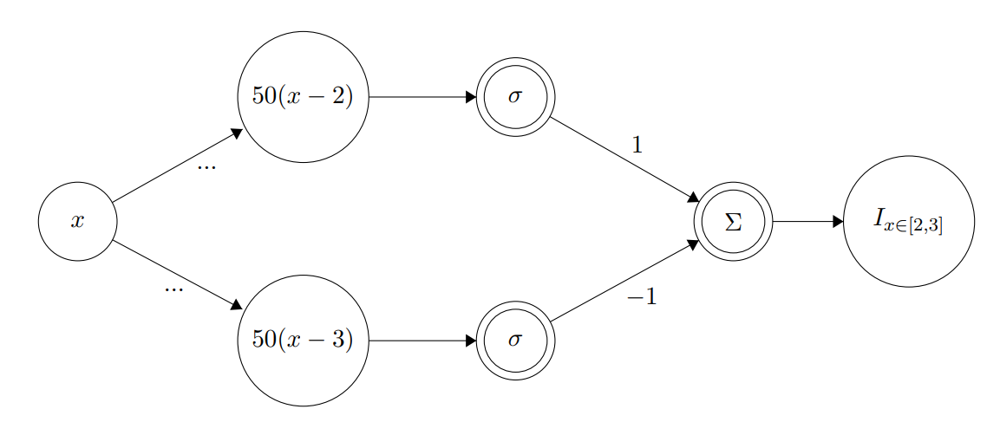 50(x − 2)
σ
1
...
x
Σ
I_{x∈[2,3]}
...
−1
50(x − 3)
σ